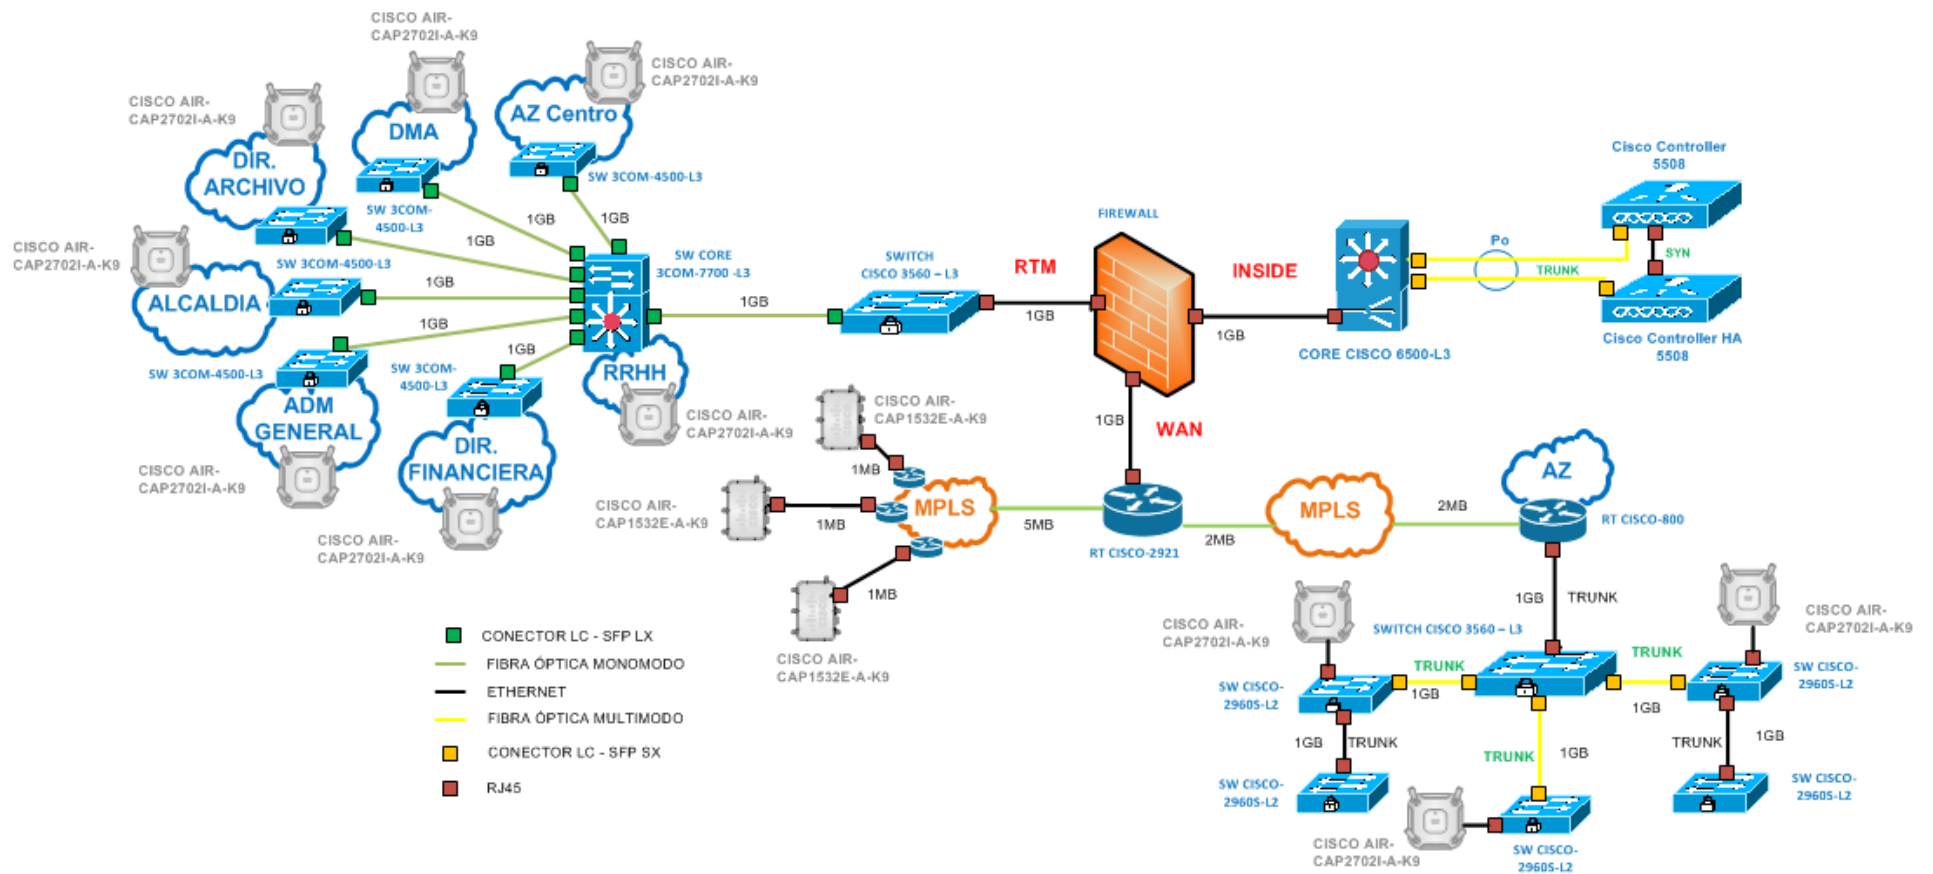 CISCO AIR-
CAP2702I-A-K9
CISCO AIR-
CAP2702I-A-K9
CISCO AIR-
CAP2702I-A-K9
DMA
AZ Centro
DIR.
ARCHIVO
SW 3COM-4500-L3
SW 3COM-
4500-L3
1GB
1GB
1GB
CISCO AIR-
CAP2702I-A-K9
SW 3COM-4500-L3
ALCALDIA
1GB
SW CORE
3COM-7700 -L3
1GB
SWITCH
CISCO 3560 – L3
RTM
1GB
FIREWALL
INSIDE
1GB
CORE CISCO 6500-L3
Po
TRUNK
Cisco Controller
5508
SYN
Cisco Controller HA
5508
1GB
SW 3COM-4500-L3
ADM
GENERAL
CISCO AIR-
CAP2702I-A-K9
1GB
SW 3COM-
4500-L3
DIR.
FINANCIERA
CISCO AIR-
CAP2702I-A-K9
RRHH
CISCO AIR-
CAP2702I-A-K9
CISCO AIR-
CAP1532E-A-K9
1MB
CISCO AIR-
CAP1532E-A-K9
1MB
MPLS
5MB
1MB
CISCO AIR-
CAP1532E-A-K9
1GB
WAN
RT CISCO-2921
2MB
MPLS
2MB
AZ
RT CISCO-800
1GB
TRUNK
SWITCH CISCO 3560 – L3
CISCO AIR-
CAP2702I-A-K9
CISCO AIR-
CAP2702I-A-K9
TRUNK
1GB
TRUNK
1GB
SW CISCO-
2960S-L2
SW CISCO-
2960S-L2
1GB
TRUNK
TRUNK
1GB
TRUNK
1GB
SW CISCO-
2960S-L2
SW CISCO-
2960S-L2
CISCO AIR-
CAP2702I-A-K9
SW CISCO-
2960S-L2
CONECTOR LC - SFP LX
FIBRA ÓPTICA MONOMODO
ETHERNET
FIBRA ÓPTICA MULTIMODO
CONECTOR LC - SFP SX
RJ45